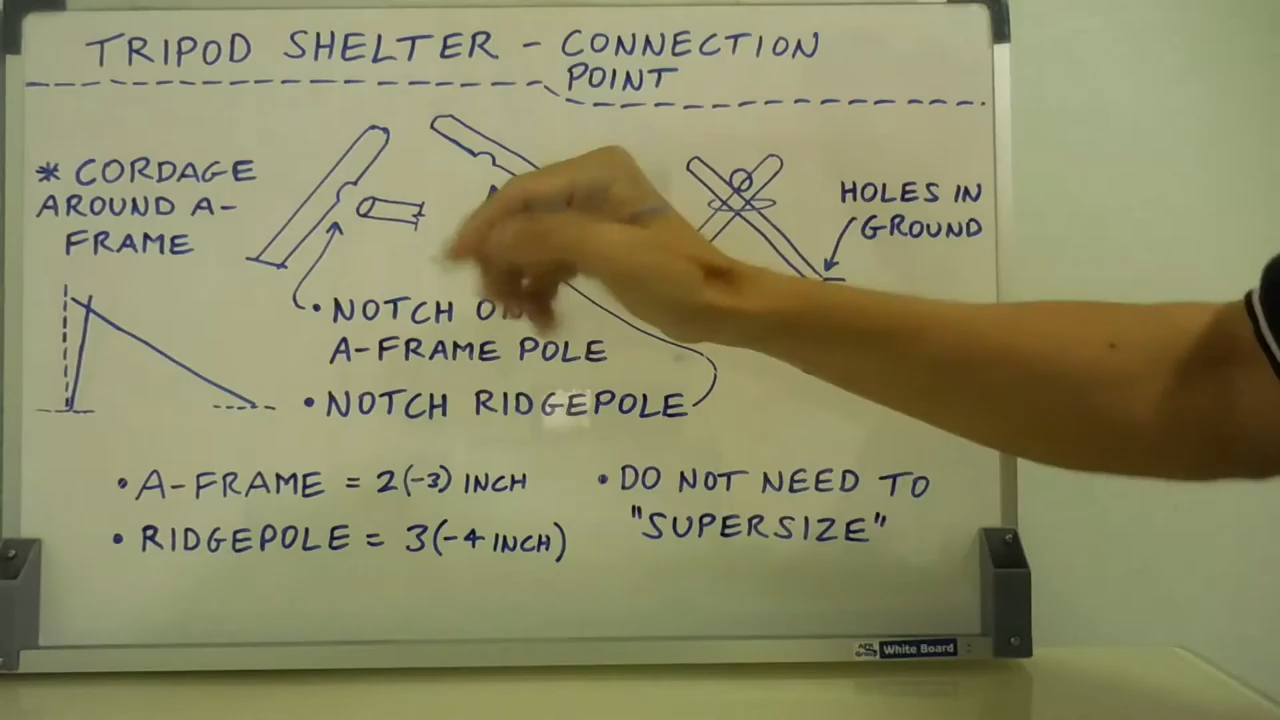 TRIPOD SHELTER - CONNECTION
POINT
* CORDAGE
AROUND A-
FRAME
HOLES IN
GROUND
• NOTCH
A-FRAME POLE
• NOTCH RIDGEPOLE
• A-FRAME = 2(-3) INCH
• RIDGEPOLE = 3(-4 INCH)
• DO NOT NEED TO
"SUPERSIZE"
White Board